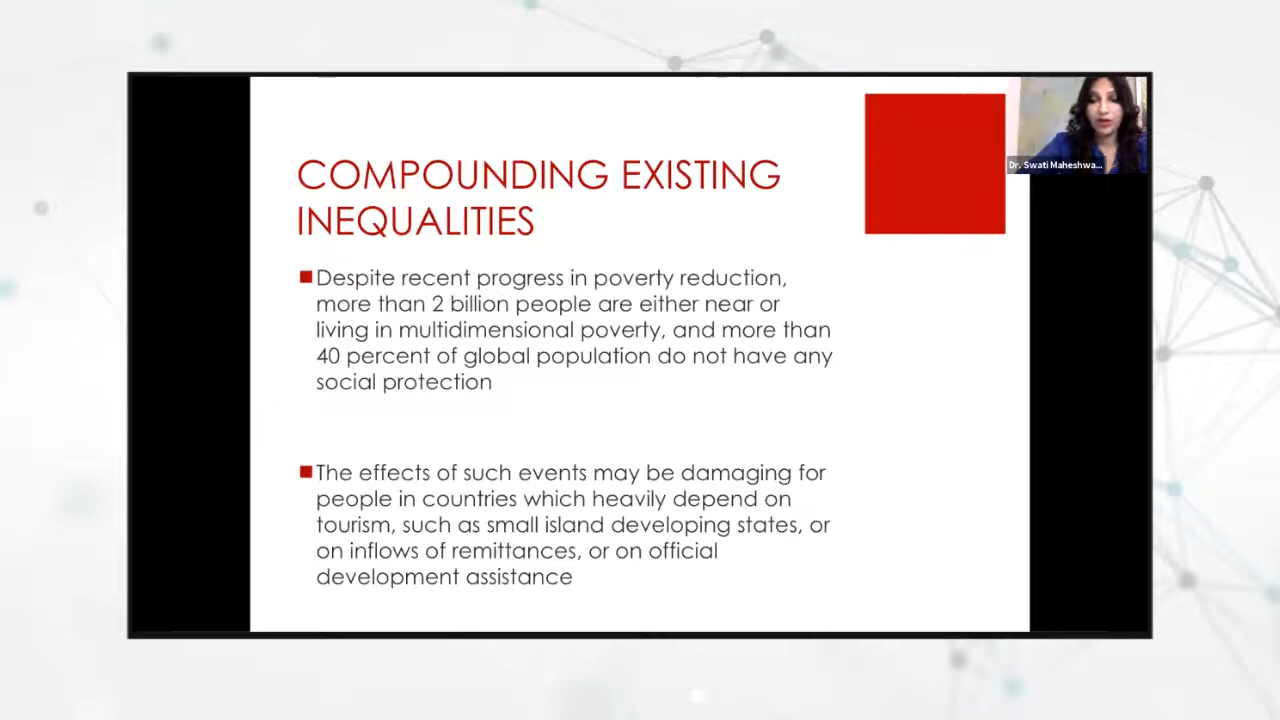 COMPOUNDING EXISTING
INEQUALITIES
Despite recent progress in poverty reduction,
more than 2 billion people are either near or
living in multidimensional poverty, and more than
40 percent of global population do not have any
social protection
The effects of such events may be damaging for
people in countries which heavily depend on
tourism, such as small island developing states, or
on inflows of remittances, or on official
development assistance
Dr. Swati Maheshwa...